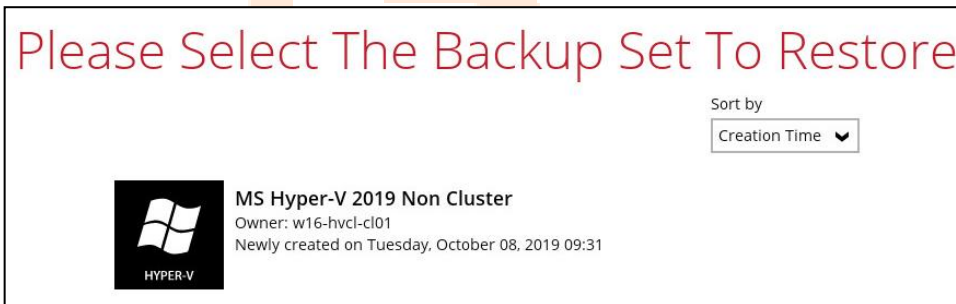 Please Select The Backup Set To Restore
Sort by
Creation Time
MS Hyper-V 2019 Non Cluster
Owner: w16-hvcl-cl01
Newly created on Tuesday, October 08, 2019 09:31
HYPER-V